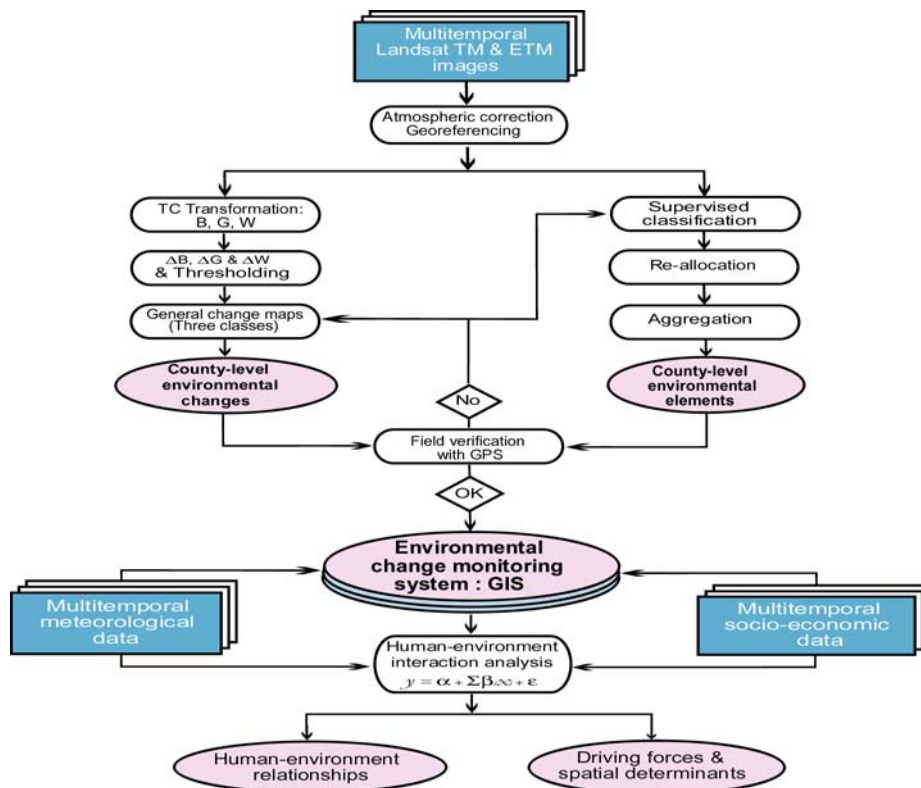 Multitemporal
Landsat TM & ETM
images
Atmospheric correction
Georeferencing
TC Transformation:
B, G, W
Supervised
classification
ΔB, ΔG & ΔW
& Thresholding
Re-allocation
General change maps
(Three classes)
Aggregation
County-level
environmental
changes
County-level
environmental
elements
No
Field verification
with GPS
OK
Environmental
change monitoring
system : GIS
Multitemporal
meteorological
data
Multitemporal
socio-economic
data
Human-environment
interaction analysis
y = α + Σβᵢx + ε
Human-environment
relationships
Driving forces &
spatial determinants